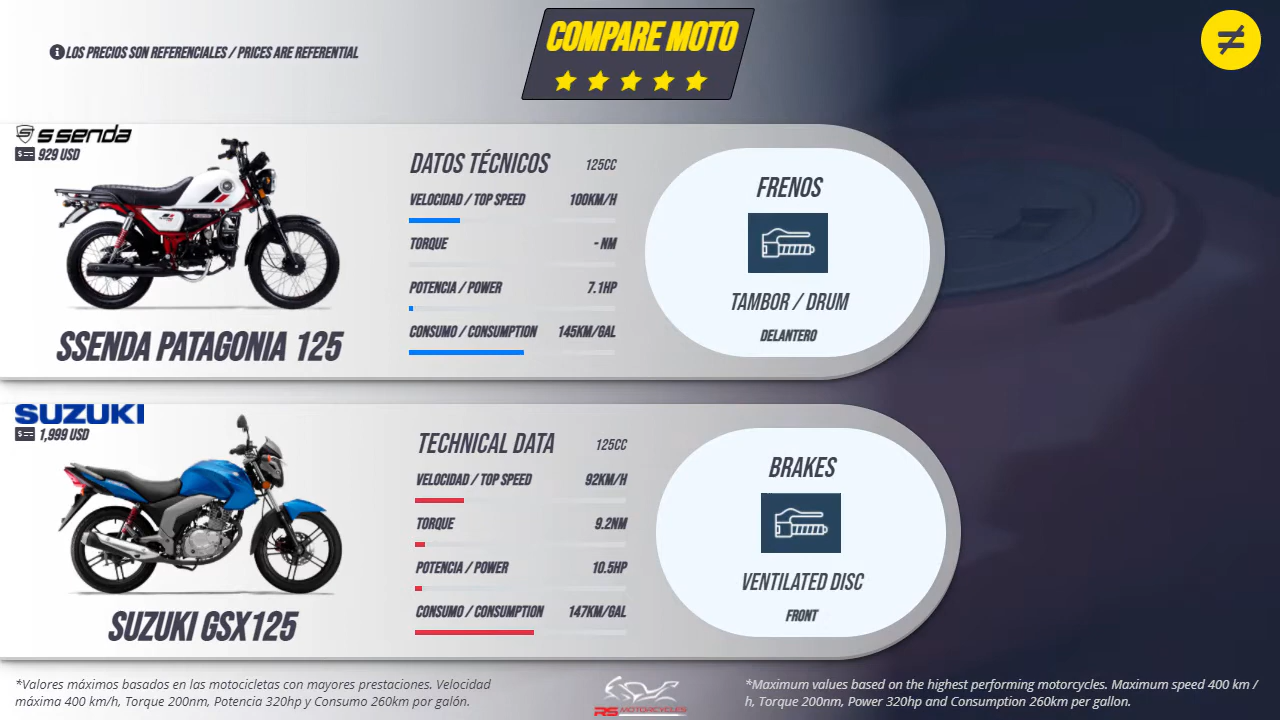 LOS PRECIOS SON REFERENCIALES / PRICES ARE REFERENTIAL
COMPARE MOTO
S SENDA
929 USD
SSENDA PATAGONIA 125
DATOS TÉCNICOS 125CC
VELOCIDAD / TOP SPEED 100KM/H
TORQUE - NM
POTENCIA / POWER 7.1HP
CONSUMO / CONSUMPTION 145KM/GAL
FRENOS
TAMBOR / DRUM
DELANTERO
SUZUKI
1,999 USD
SUZUKI GSX125
TECHNICAL DATA 125CC
VELOCIDAD / TOP SPEED 92KM/H
TORQUE 9.2NM
POTENCIA / POWER 10.5HP
CONSUMO / CONSUMPTION 147KM/GAL
BRAKES
VENTILATED DISC
FRONT
*Valores máximos basados en las motocicletas con mayores prestaciones. Velocidad
máxima 400 km/h, Torque 200nm, Potencia 320hp y Consumo 260km por galón.
RS MOTORCYCLES
*Maximum values based on the highest performing motorcycles. Maximum speed 400 km /
h, Torque 200nm, Power 320hp and Consumption 260km per gallon.